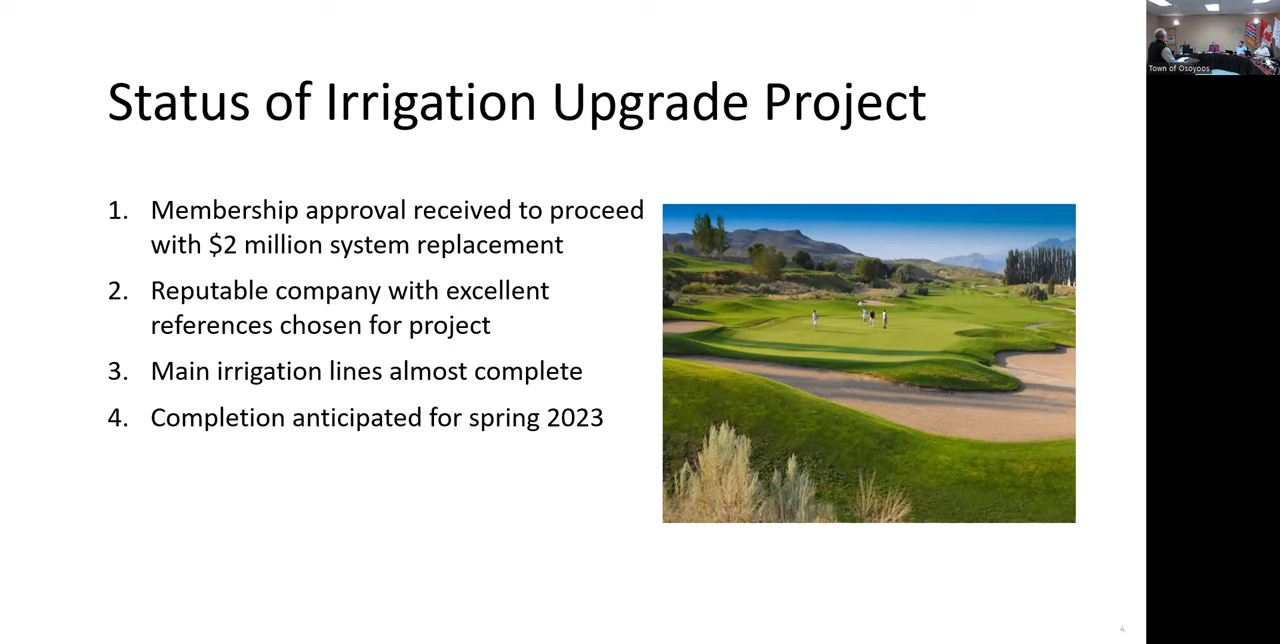 Status of Irrigation Upgrade Project
1. Membership approval received to proceed
with $2 million system replacement
2. Reputable company with excellent
references chosen for project
3. Main irrigation lines almost complete
4. Completion anticipated for spring 2023
4
Town of Osoyoos